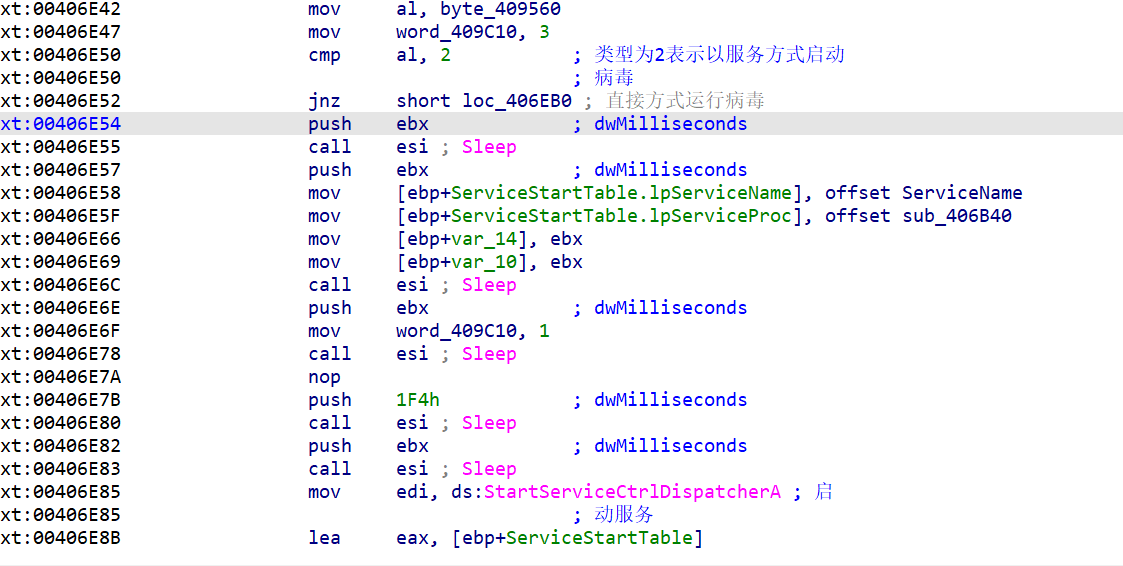 xt:00406E42 mov al, byte_409560
xt:00406E47 mov word_409C10, 3
xt:00406E50 cmp al, 2 ; 类型为2表示以服务方式启动
xt:00406E50 ; 病毒
xt:00406E52 jnz short loc_406EB0 ; 直接方式运行病毒
xt:00406E54 push ebx ; dwMilliseconds
xt:00406E55 call esi ; Sleep
xt:00406E57 push ebx ; dwMilliseconds
xt:00406E58 mov [ebp+ServiceStartTable.lpServiceName], offset ServiceName
xt:00406E5F mov [ebp+ServiceStartTable.lpServiceProc], offset sub_406B40
xt:00406E66 mov [ebp+var_14], ebx
xt:00406E69 mov [ebp+var_10], ebx
xt:00406E6C call esi ; Sleep
xt:00406E6E push ebx ; dwMilliseconds
xt:00406E6F mov word_409C10, 1
xt:00406E78 call esi ; Sleep
xt:00406E7A nop
xt:00406E7B push 1F4h ; dwMilliseconds
xt:00406E80 call esi ; Sleep
xt:00406E82 push ebx ; dwMilliseconds
xt:00406E83 call esi ; Sleep
xt:00406E85 mov edi, ds:StartServiceCtrlDispatcherA ; 启
xt:00406E85 ; 动服务
xt:00406E8B lea eax, [ebp+ServiceStartTable]